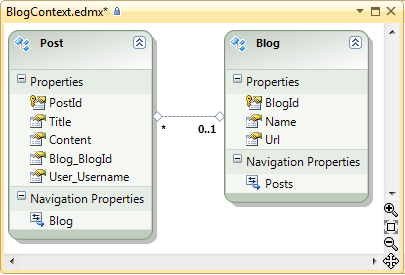 BlogContext.edmx*
Post
Properties
PostId
Title
Content
Blog_BlogId
User_Username
Navigation Properties
Blog
* 0..1
Blog
Properties
BlogId
Name
Url
Navigation Properties
Posts